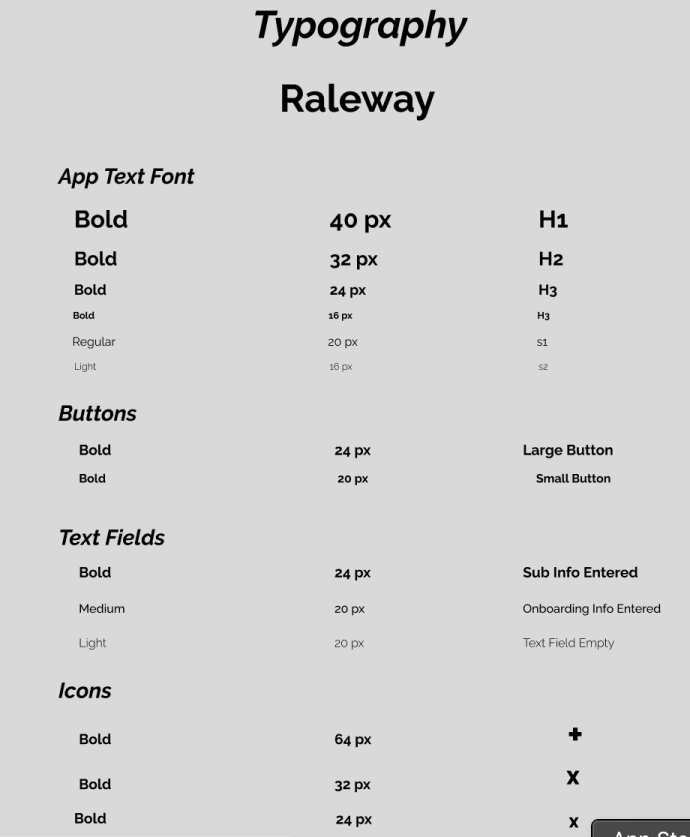 Typography
Raleway
App Text Font
Bold 40 px H1
Bold 32 px H2
Bold 24 px H3
Bold 16 px H3
Regular 20 px s1
Light 16 px s2
Buttons
Bold 24 px Large Button
Bold 20 px Small Button
Text Fields
Bold 24 px Sub Info Entered
Medium 20 px Onboarding Info Entered
Light 20 px Text Field Empty
Icons
Bold 64 px +
Bold 32 px X
Bold 24 px x